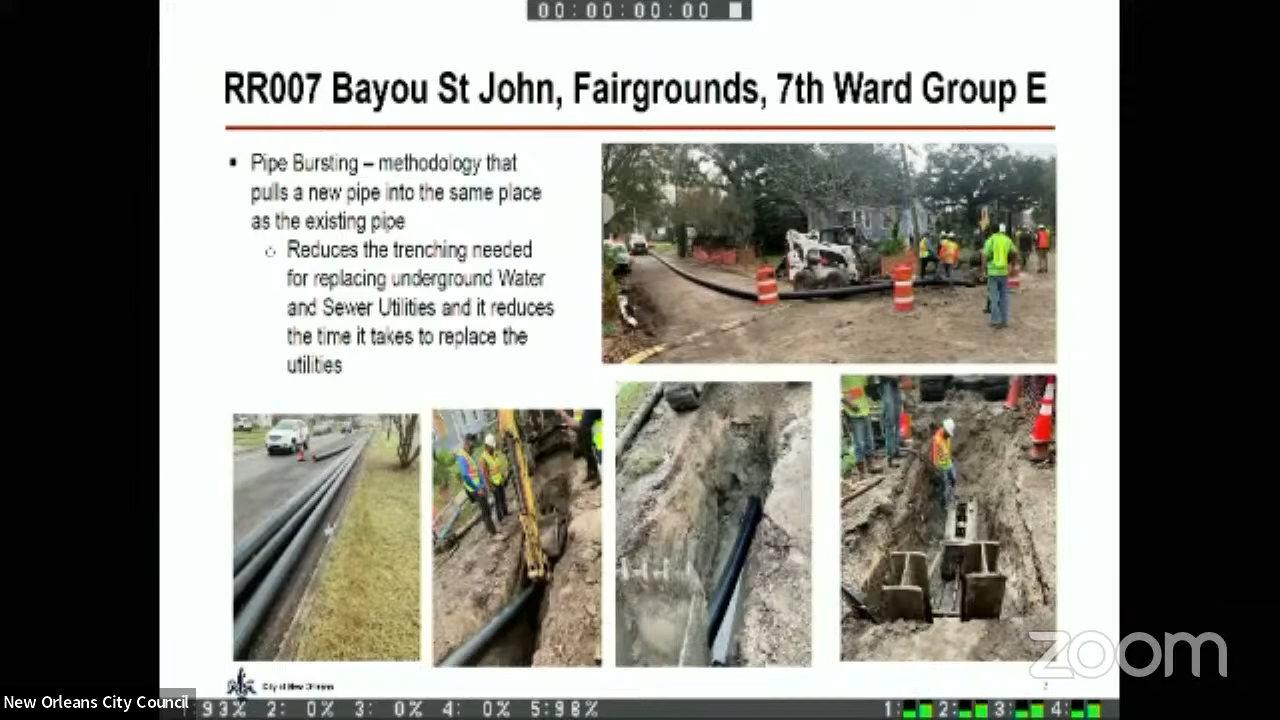 00:00:00:00
RR007 Bayou St John, Fairgrounds, 7th Ward Group E
▪ Pipe Bursting – methodology that
pulls a new pipe into the same place
as the existing pipe
○ Reduces the trenching needed
for replacing underground Water
and Sewer Utilities and it reduces
the time it takes to replace the
utilities
zoom
City of New Orleans
New Orleans City Council
1:93% 2: 0% 3: 0% 4: 0% 5:98%
1: 2: 3: 4: